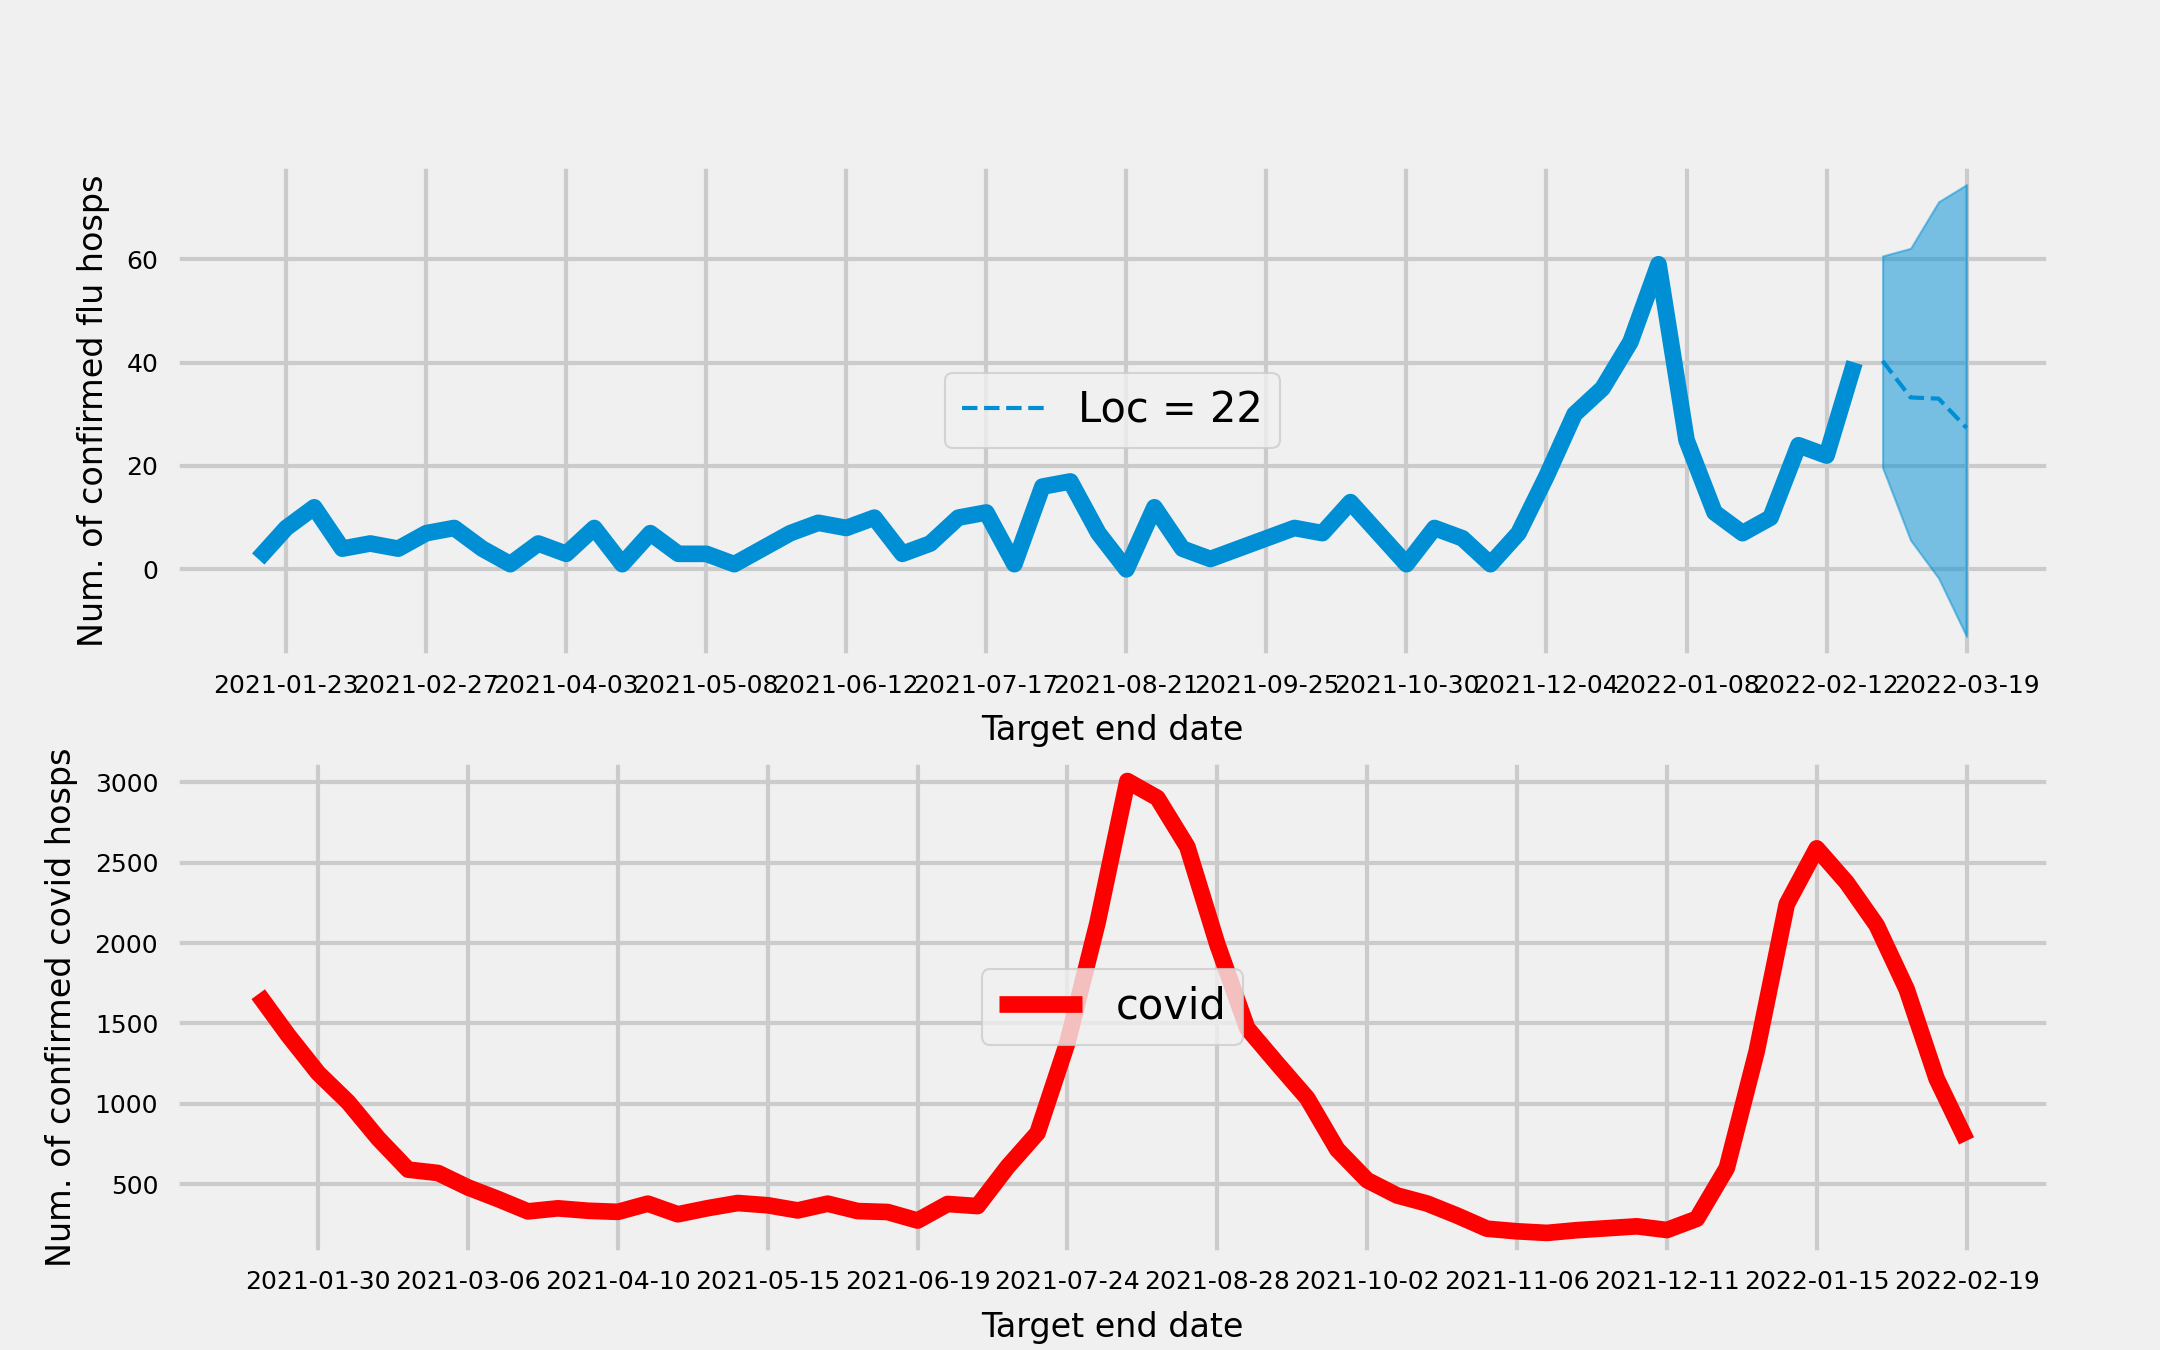 Num. of confirmed flu hosps
60
40
20
0
Loc = 22
2021-01-23 2021-02-27 2021-04-03 2021-05-08 2021-06-12 2021-07-17 2021-08-21 2021-09-25 2021-10-30 2021-12-04 2022-01-08 2022-02-12 2022-03-19
Target end date
Num. of confirmed covid hosps
3000
2500
2000
1500
1000
500
covid
2021-01-30 2021-03-06 2021-04-10 2021-05-15 2021-06-19 2021-07-24 2021-08-28 2021-10-02 2021-11-06 2021-12-11 2022-01-15 2022-02-19
Target end date